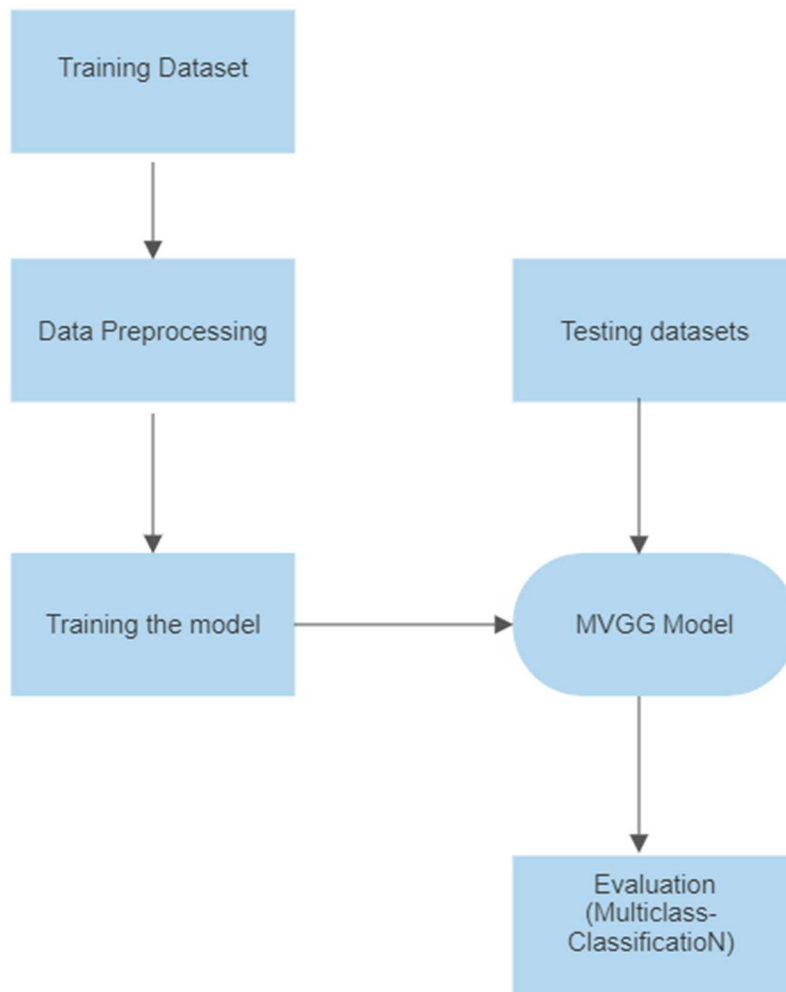 Training Dataset
Data Preprocessing
Testing datasets
Training the model
MVGG Model
Evaluation
(Multiclass-
ClassificatioN)